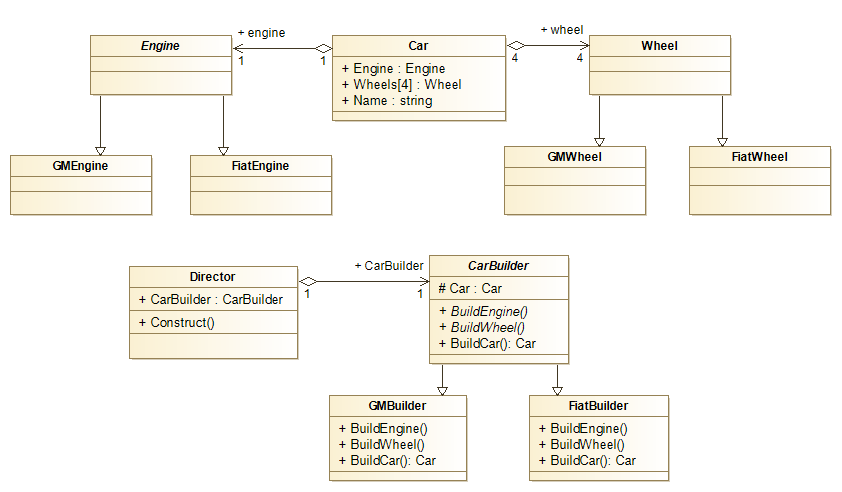 + engine
+ wheel
Engine
Car
Wheel
1
1
4
4
+ Engine : Engine
+ Wheels[4] : Wheel
+ Name : string
GMEngine
FiatEngine
GMWheel
FiatWheel
+ CarBuilder
Director
CarBuilder
1
1
+ CarBuilder : CarBuilder
+ Construct()
# Car : Car
+ BuildEngine()
+ BuildWheel()
+ BuildCar(): Car
GMBuilder
+ BuildEngine()
+ BuildWheel()
+ BuildCar(): Car
FiatBuilder
+ BuildEngine()
+ BuildWheel()
+ BuildCar(): Car